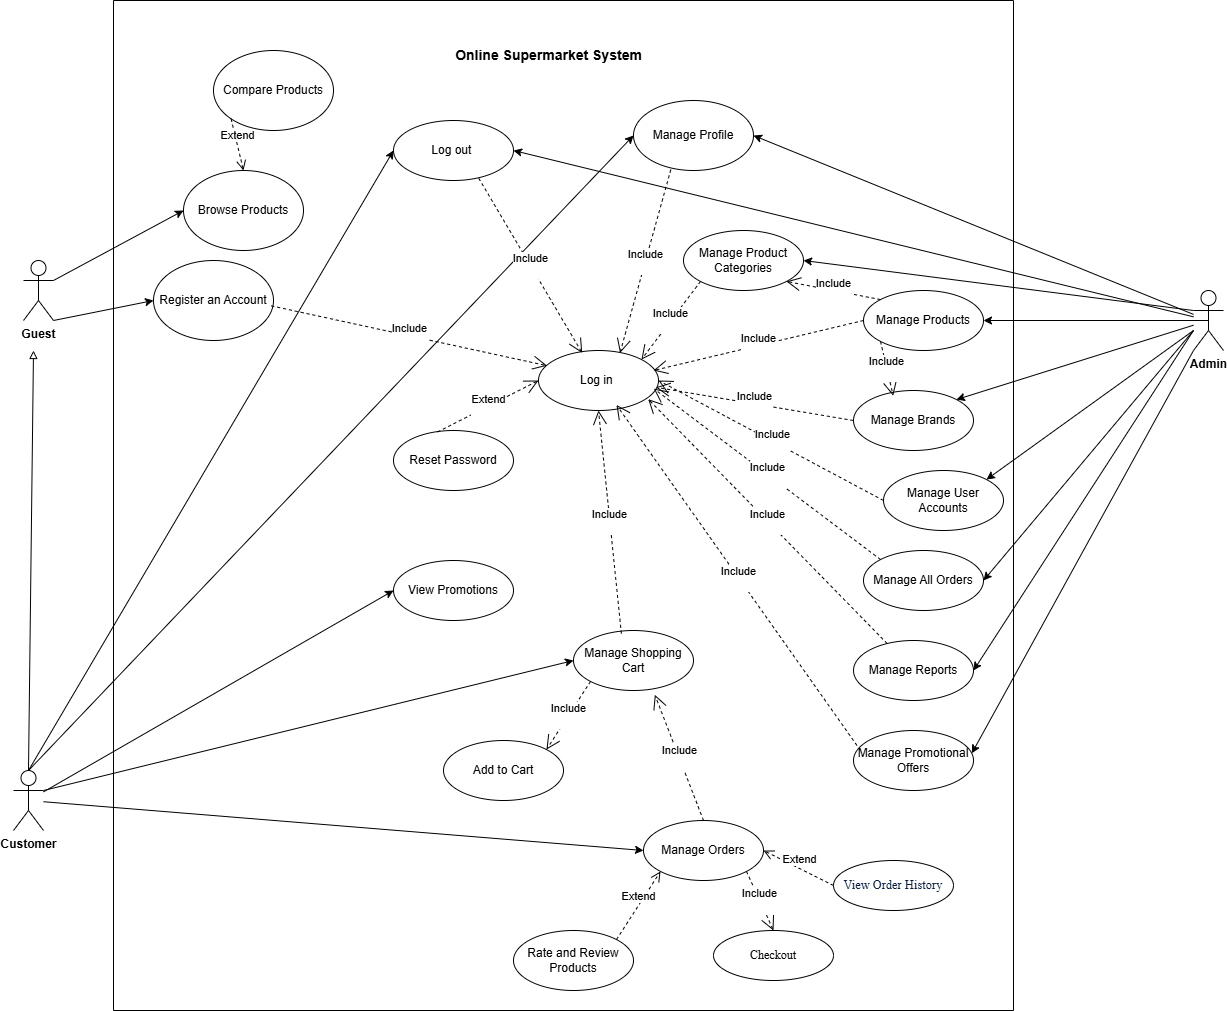 Online Supermarket System
Compare Products
Extend
Log out
Manage Profile
Browse Products
Include
Include
Manage Product
Categories
Include
Register an Account
Include
Include
Manage Products
Guest
Admin
Include
Include
Log in
Extend
Include
Manage Brands
Include
Reset Password
Include
Manage User
Accounts
Include
Include
Include
Manage All Orders
View Promotions
Manage Shopping
Cart
Manage Reports
Include
Include
Manage Promotional
Offers
Add to Cart
Customer
Manage Orders
Extend
View Order History
Extend
Include
Rate and Review
Products
Checkout